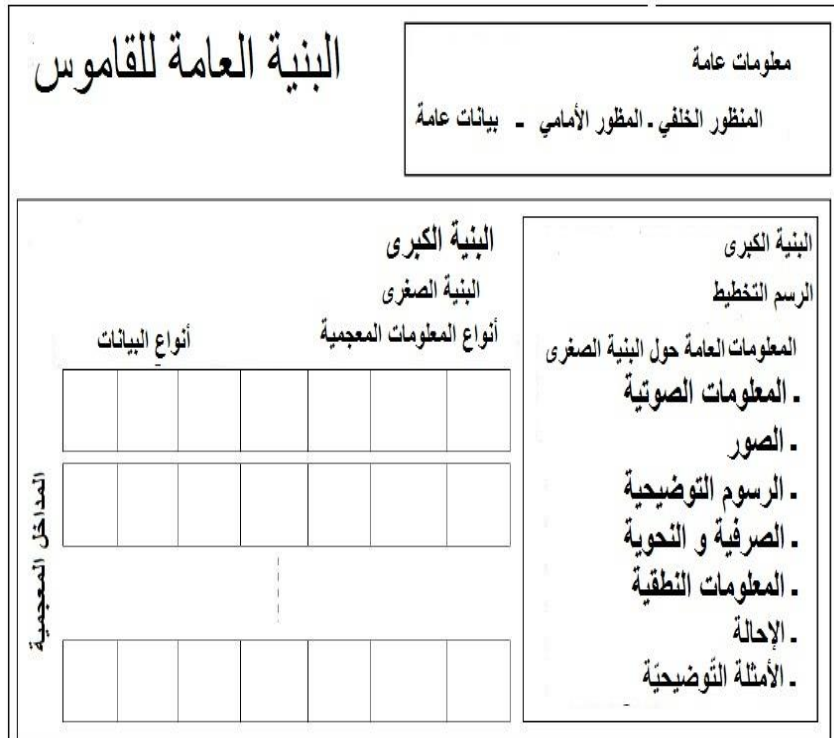 البنية العامة للقاموس
معلومات عامة
المنظور الخلفي . المظور الأمامي - بيانات عامة
البنية الكبرى
الرسم التخطيط
المعلومات العامة حول البنية الصغرى
. المعلومات الصوتية
. الصور
. الرسوم التوضيحية
. الصرفية و النحوية
. المعلومات النطقية
. الإحالة
. الأمثلة التّوضيحيّة
البنية الكبرى
البنية الصغرى
أنواع المعلومات المعجمية
أنواع البيانات
المداخل المعجمية